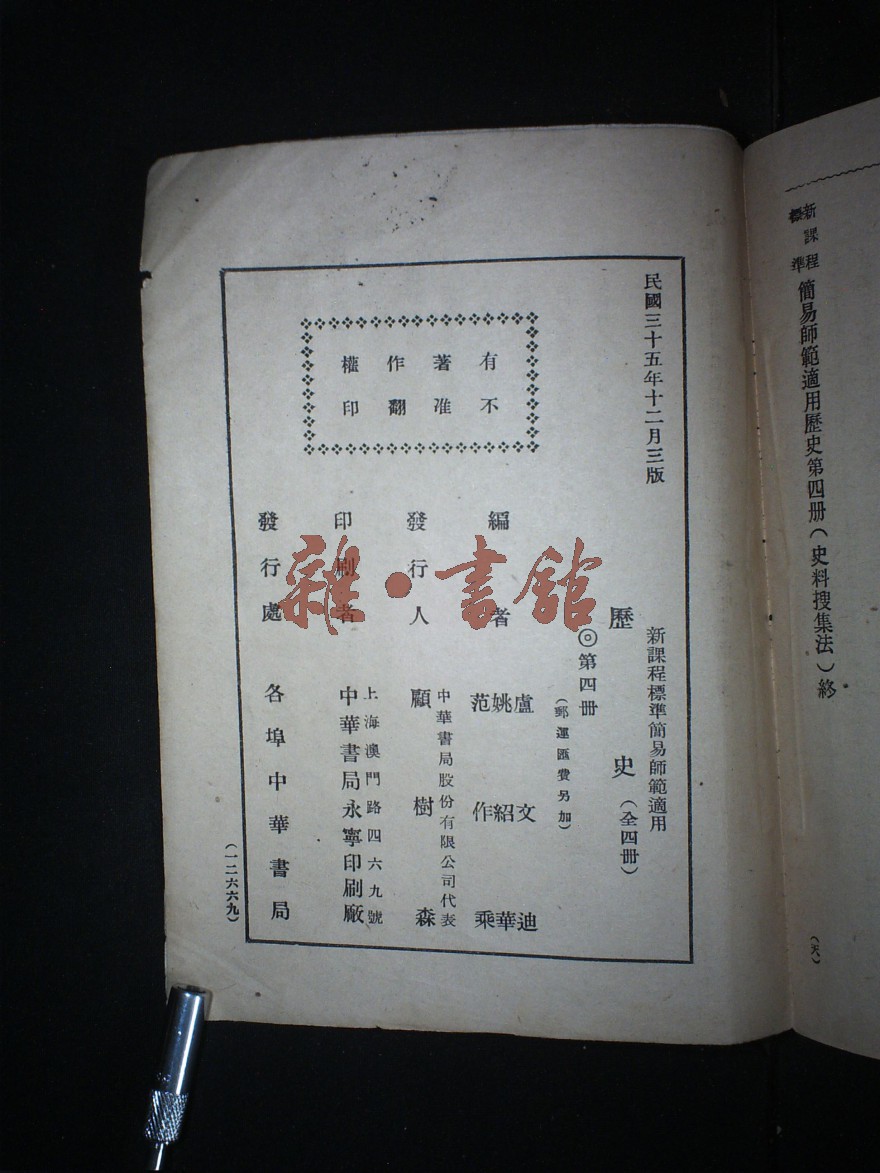 新課程標準簡易師範適用歷史第四册(史料搜集法)終
民國三十五年十二月三版
新課程標準簡易師範適用
歷史(全四册)
◎第四册
(郵運匯費另加)
有不
著准
作翻
權印
編者
盧文迪
姚紹華
范作乘
發行人
中華書局股份有限公司代表
顧樹森
印刷者
上海澳門路四六九號
中華書局永寧印刷廠
發行處
各埠中華書局
(一二六六九)
雜·書館